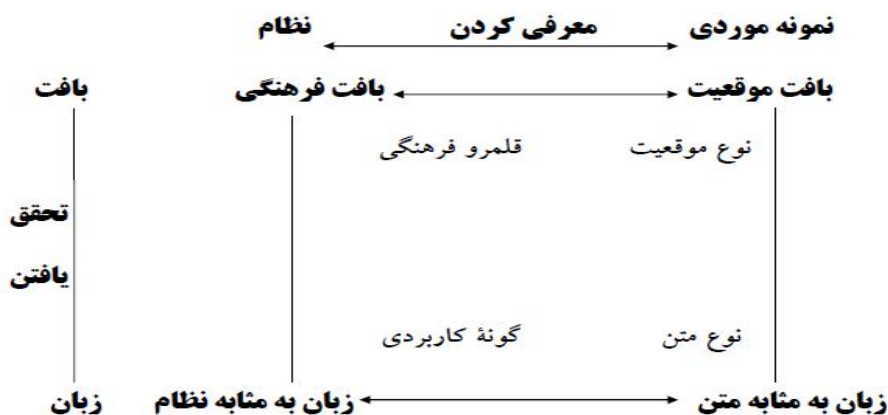 نمونه موردی معرفی کردن نظام
بافت موقعیت بافت فرهنگی بافت
نوع موقعیت قلمرو فرهنگی
تحقق
یافتن
نوع متن گونهٔ کاربردی
زبان به مثابه متن زبان به مثابه نظام زبان